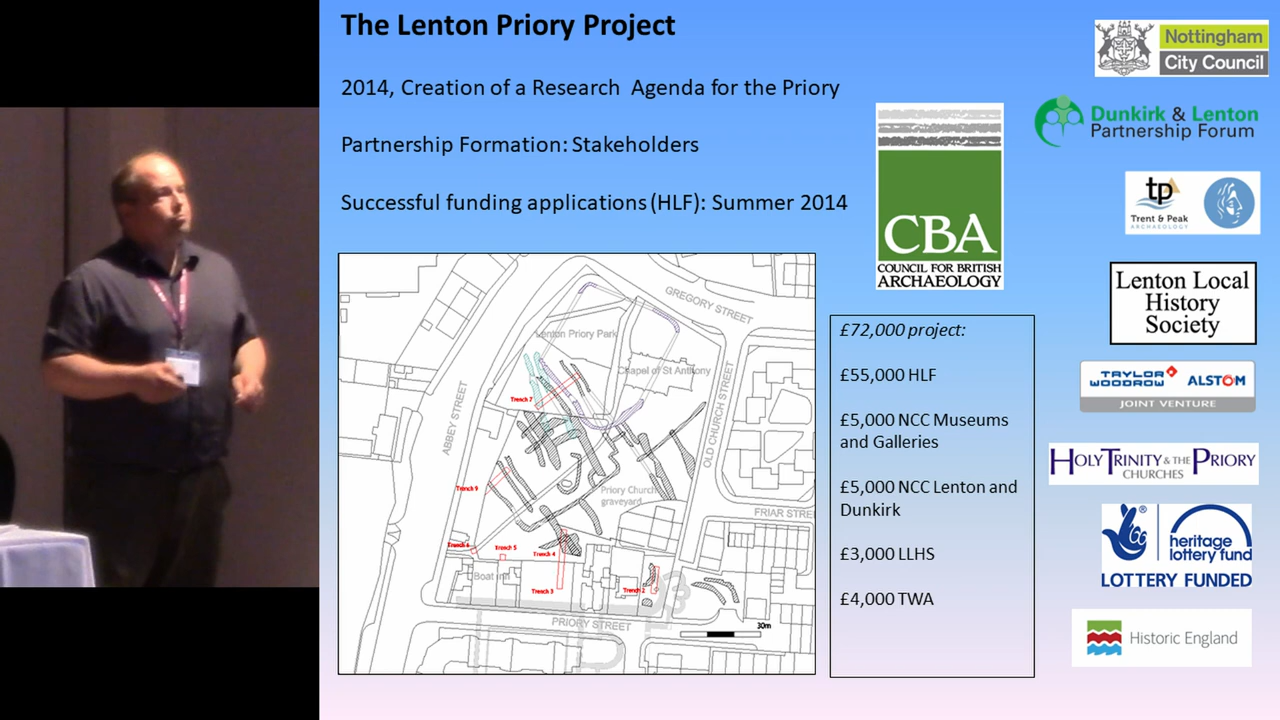 The Lenton Priory Project
2014, Creation of a Research Agenda for the Priory
Partnership Formation: Stakeholders
Successful funding applications (HLF): Summer 2014
GREGORY STREET
Lenton Priory Park
Chapel of St Anthony
Trench 7
ABBEY STREET
OLD CHURCH STREET
Trench 9
Priory Church
graveyard
FRIAR STRE
Trench 6
Trench 5
Trench 4
Boat Inn
Trench 3
Trench 2
PRIORY STREET
30m
CBA
COUNCIL FOR BRITISH
ARCHAEOLOGY
£72,000 project:
£55,000 HLF
£5,000 NCC Museums
and Galleries
£5,000 NCC Lenton and
Dunkirk
£3,000 LLHS
£4,000 TWA
Nottingham
City Council
Dunkirk & Lenton
Partnership Forum
tp
Trent & Peak
ARCHAEOLOGY
Lenton Local
History
Society
TAYLOR WOODROW ALSTOM
JOINT VENTURE
HOLY TRINITY & THE PRIORY
CHURCHES
heritage
lottery fund
LOTTERY FUNDED
Historic England